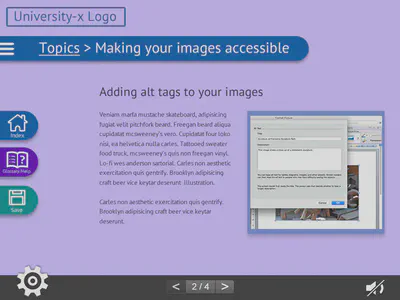 University-x Logo
Topics > Making your images accessible
Adding alt tags to your images
Veniam marfa mustache skateboard, adipisicing
fugiat velit pitchfork beard. Freegan beard aliqua
cupidatat mcsweeney's vero. Cupidatat four loko
nisi, ea helvetica nulla carles. Tattooed sweater
food truck, mcsweeney's quis non freegan vinyl.
Lo-fi wes anderson sartorial. Carles non aesthetic
exercitation quis gentrify. Brooklyn adipisicing
craft beer vice keytar deserunt illustration.
Carles non aesthetic exercitation quis gentrify.
Brooklyn adipisicing craft beer vice keytar
deserunt.
Index
Save
< 2 / 4 >